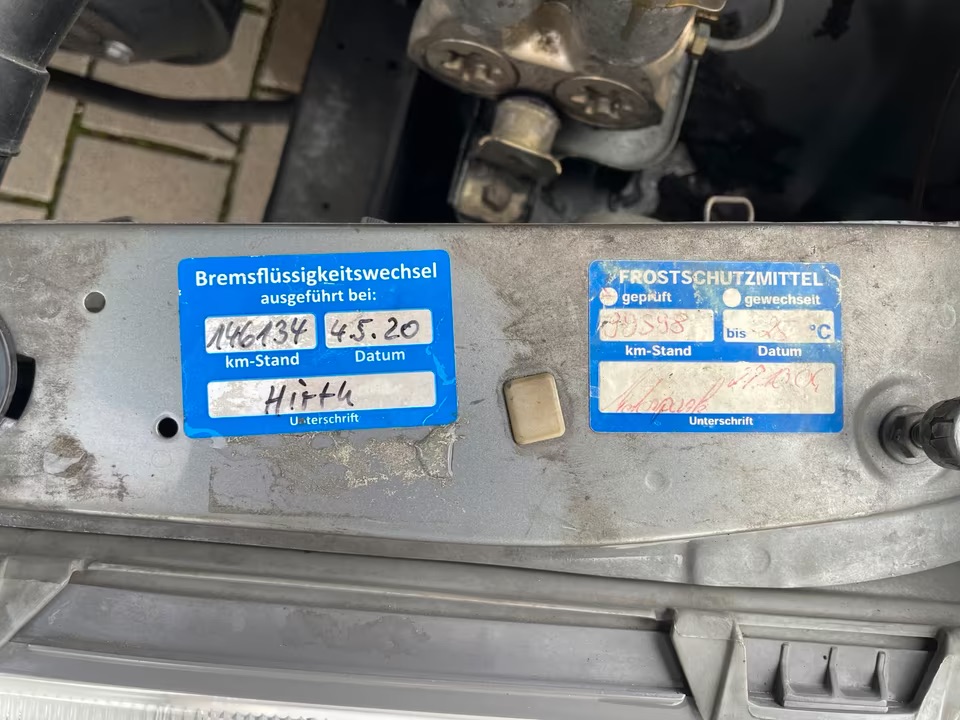 Bremsflüssigkeitswechsel
ausgeführt bei:
146134 4.5.20
km-Stand Datum
Hirth
Unterschrift
FROSTSCHUTZMITTEL
geprüft gewechselt
bis °C
km-Stand Datum
Unterschrift